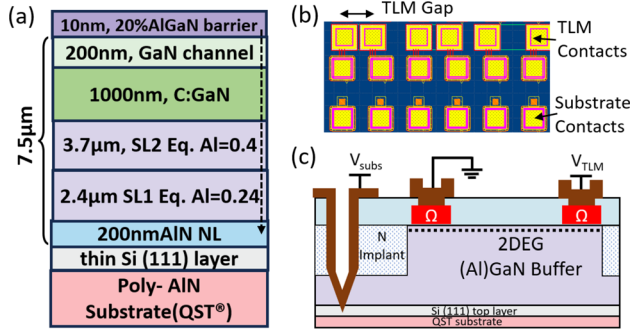 (a)
10nm, 20%AlGaN barrier
200nm, GaN channel
1000nm, C:GaN
3.7µm, SL2 Eq. Al=0.4
2.4µm SL1 Eq. Al=0.24
200nmAlN NL
thin Si (111) layer
Poly- AlN
Substrate(QST®)
7.5µm
(b)
TLM Gap
TLM
Contacts
Substrate
Contacts
(c)
Vsubs
VTLM
Ω
Ω
N
Implant
2DEG
(Al)GaN Buffer
Si (111) top layer
QST substrate